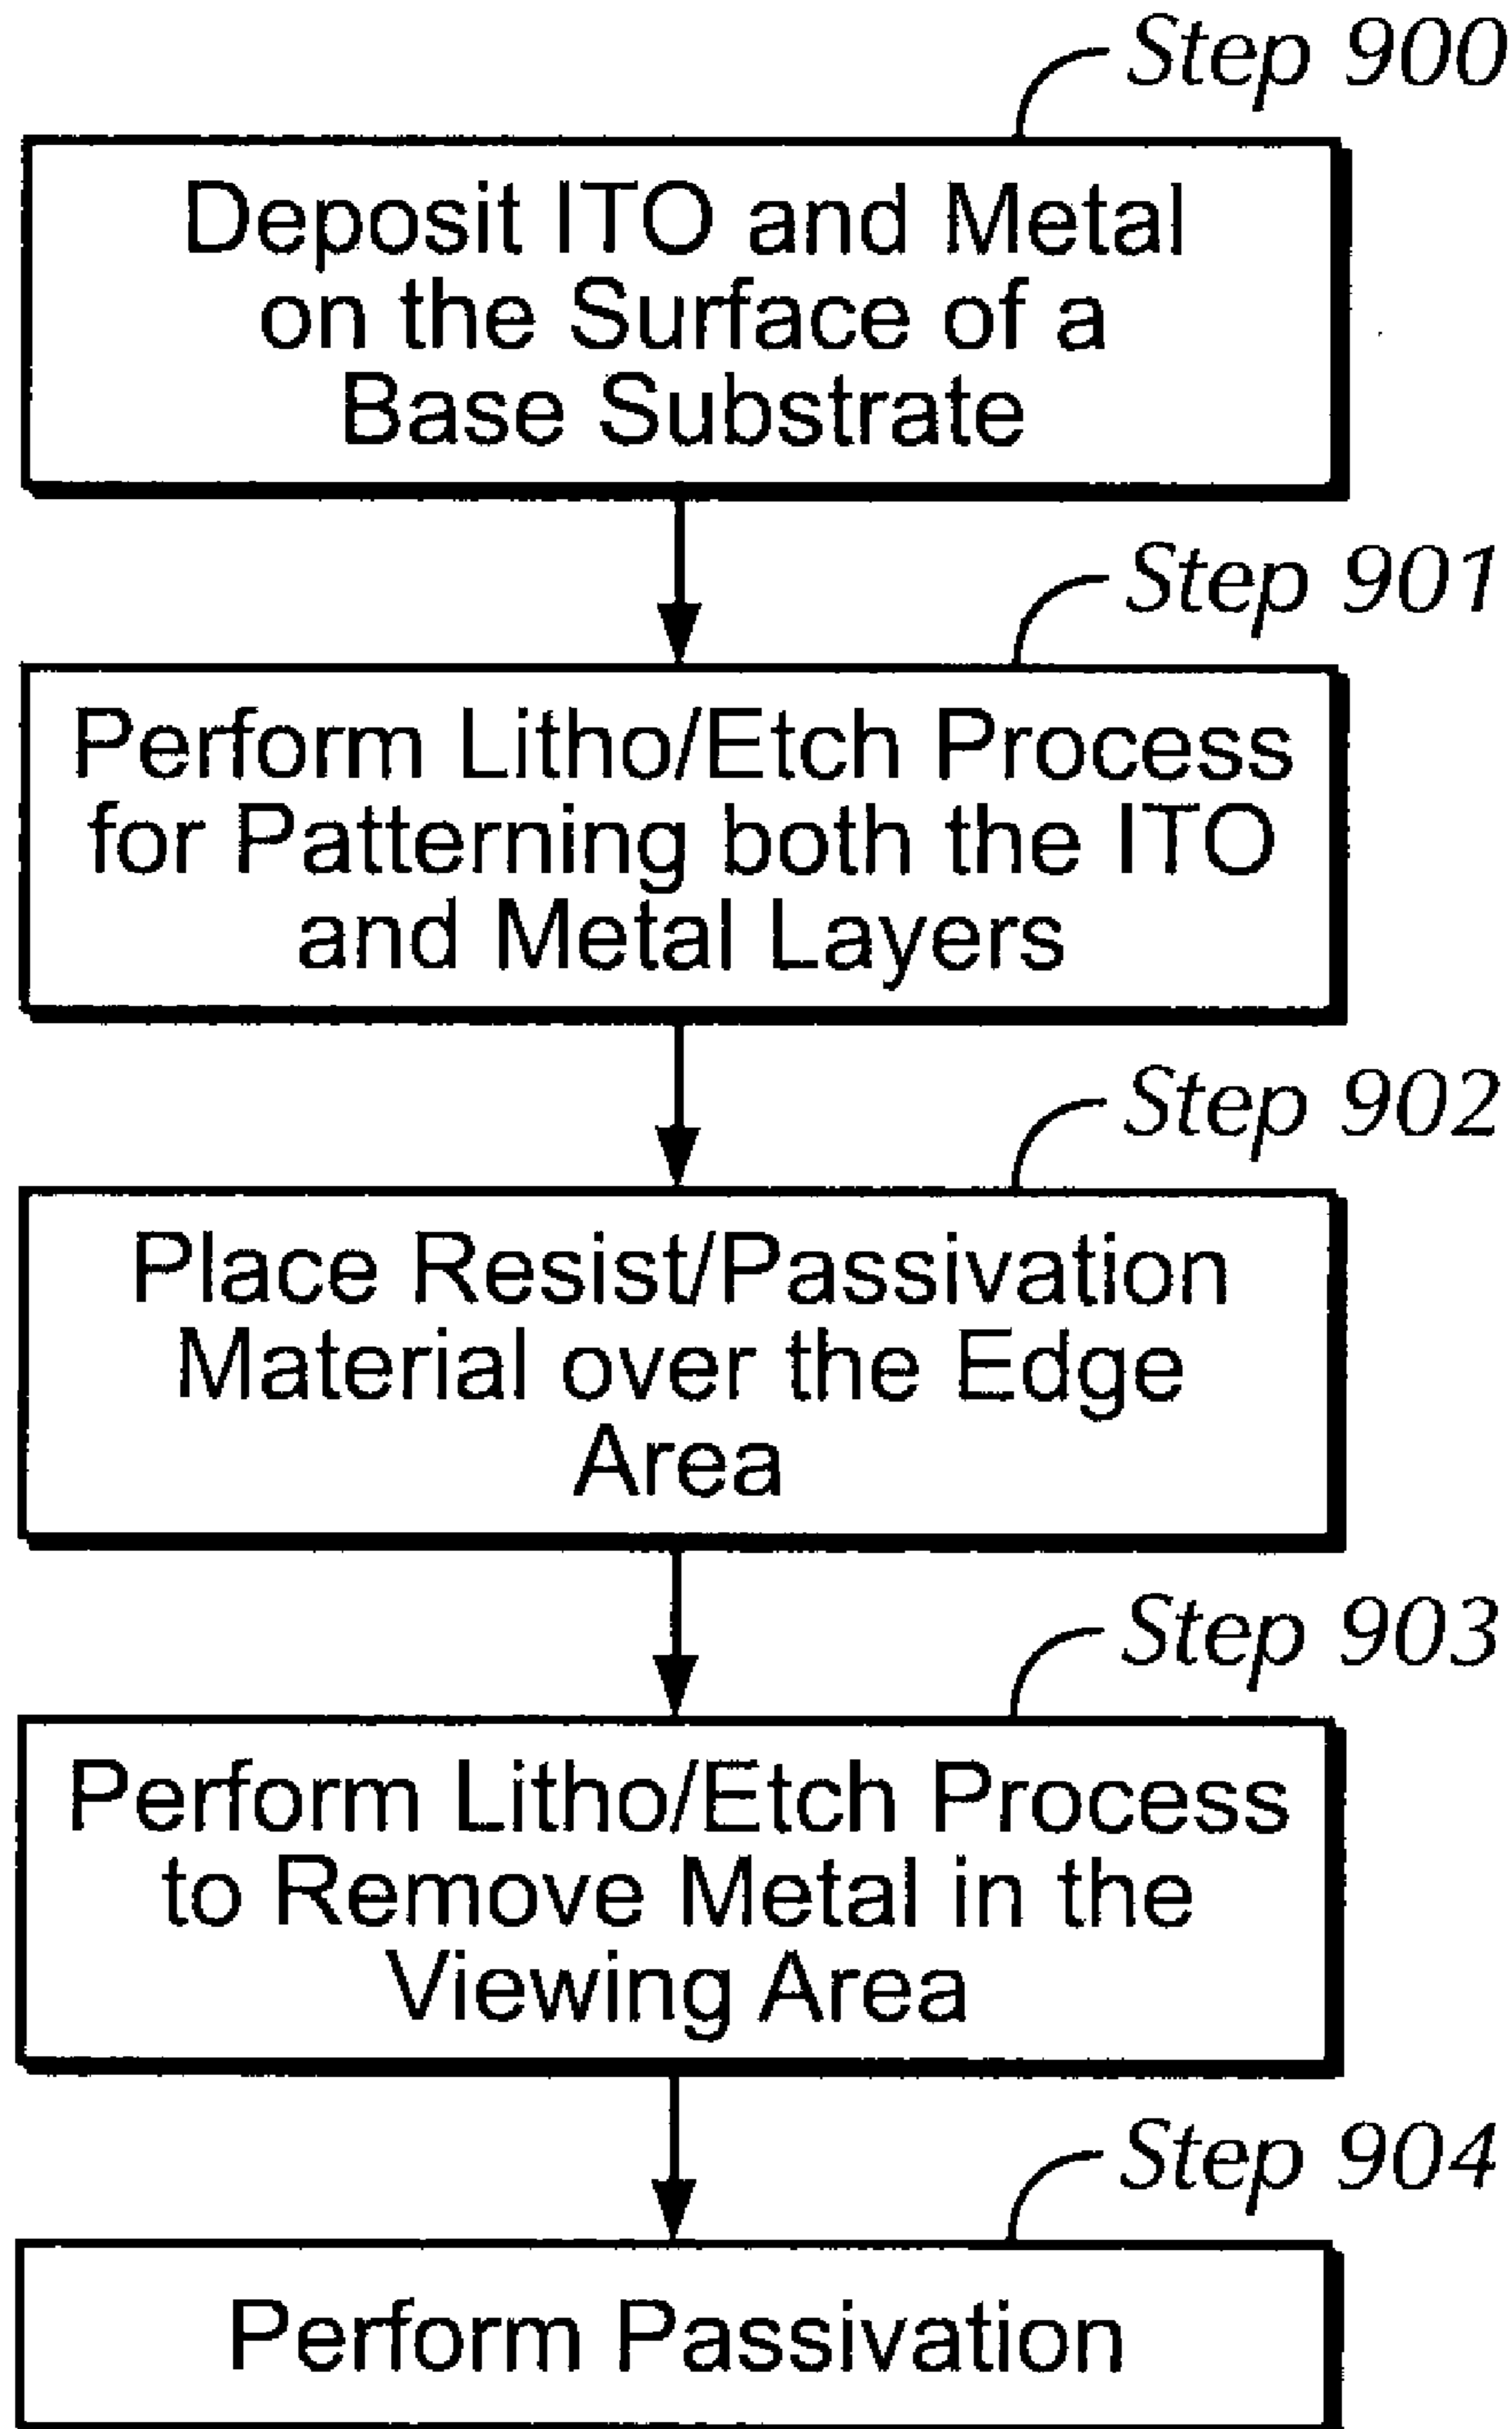 Step 900
Deposit ITO and Metal
on the Surface of a
Base Substrate
Step 901
Perform Litho/Etch Process
for Patterning both the ITO
and Metal Layers
Step 902
Place Resist/Passivation
Material over the Edge
Area
Step 903
Perform Litho/Etch Process
to Remove Metal in the
Viewing Area
Step 904
Perform Passivation